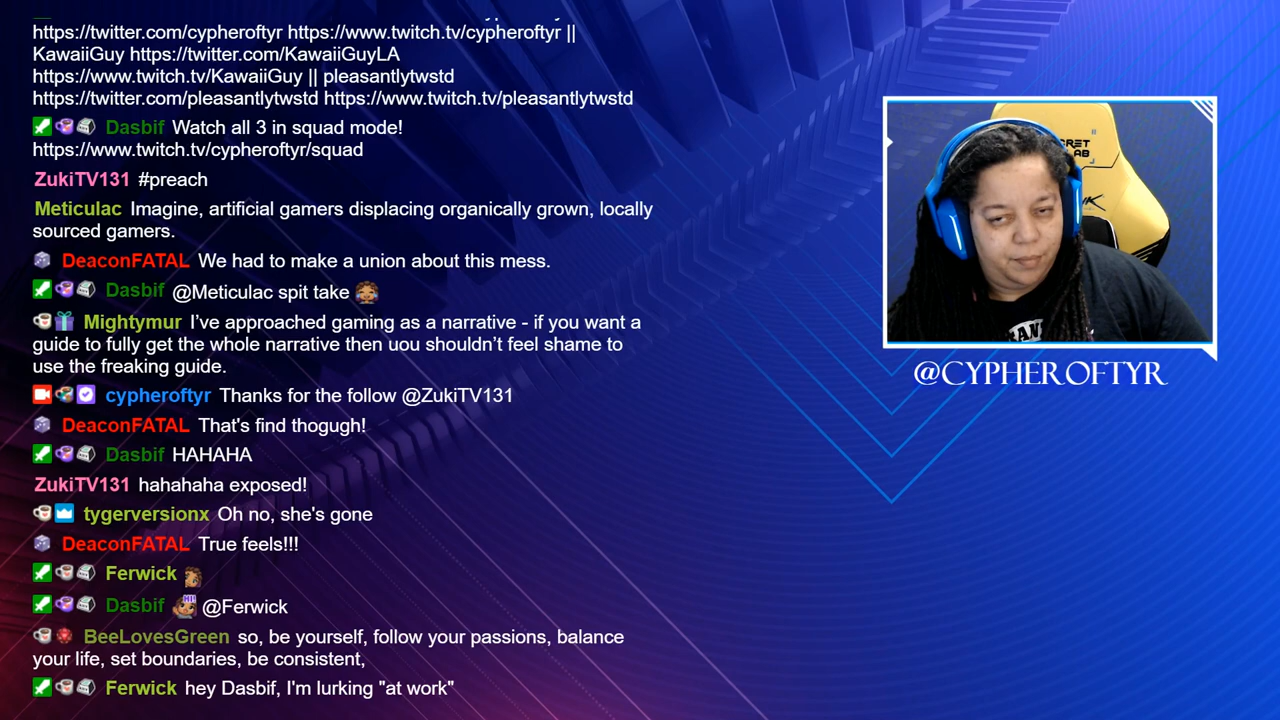 https://twitter.com/cypheroftyr https://www.twitch.tv/cypheroftyr ||
KawaiiGuy https://twitter.com/KawaiiGuyLA
https://www.twitch.tv/KawaiiGuy || pleasantlytwstd
https://twitter.com/pleasantlytwstd https://www.twitch.tv/pleasantlytwstd
Dasbif Watch all 3 in squad mode!
https://www.twitch.tv/cypheroftyr/squad
ZukiTV131 #preach
Meticulac Imagine, artificial gamers displacing organically grown, locally
sourced gamers.
DeaconFATAL We had to make a union about this mess.
Dasbif @Meticulac spit take
Mightymur I’ve approached gaming as a narrative - if you want a
guide to fully get the whole narrative then uou shouldn’t feel shame to
use the freaking guide.
cypheroftyr Thanks for the follow @ZukiTV131
DeaconFATAL That's find thogugh!
Dasbif HAHAHA
ZukiTV131 hahahaha exposed!
tygerversionx Oh no, she's gone
DeaconFATAL True feels!!!
Ferwick
Dasbif HI! @Ferwick
BeeLovesGreen so, be yourself, follow your passions, balance
your life, set boundaries, be consistent,
Ferwick hey Dasbif, I'm lurking "at work"
@CYPHEROFTYR